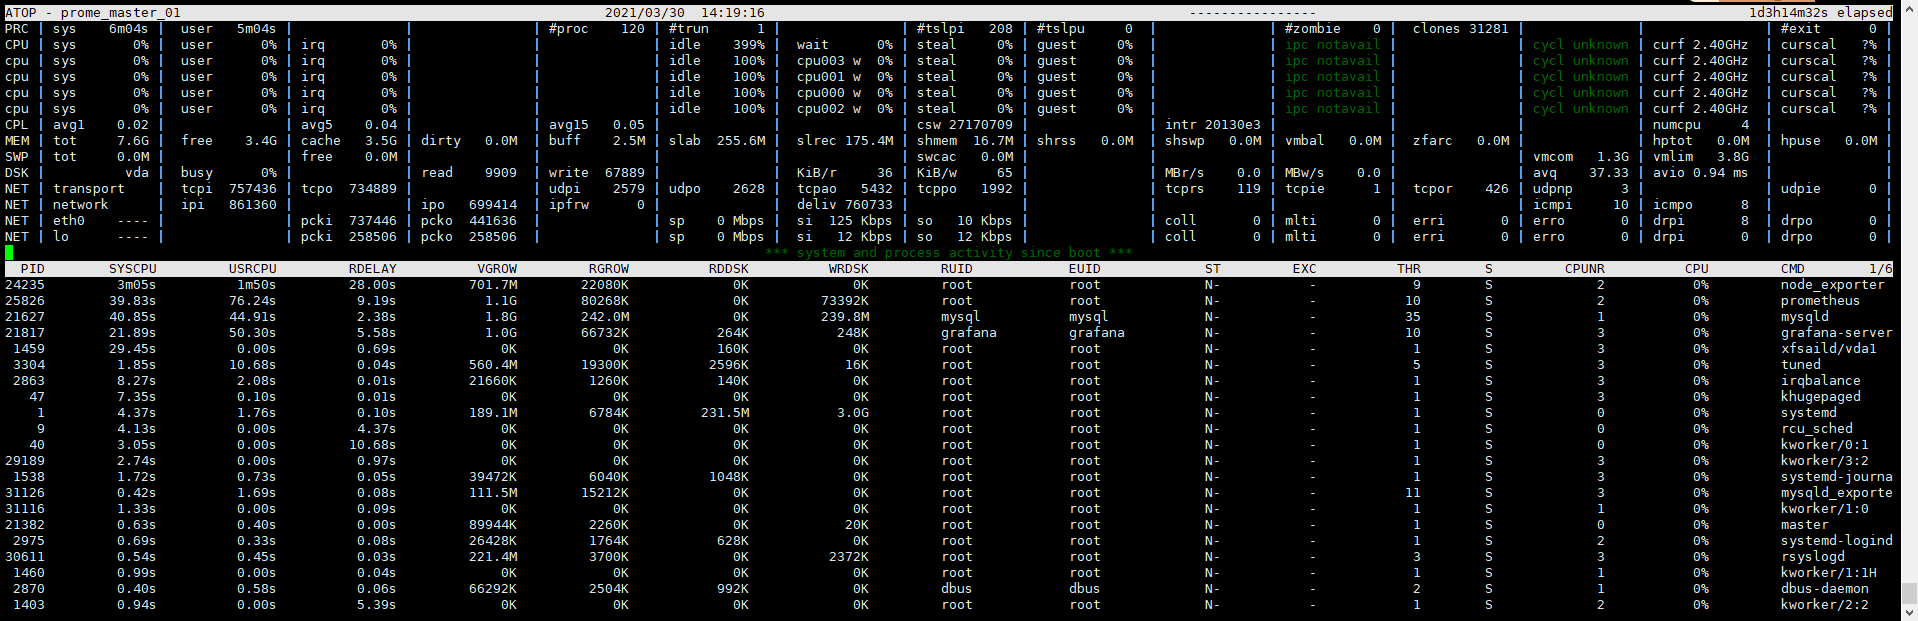 ATOP - prome_master_01 2021/03/30 14:19:16 ---------------- 1d3h14m32s elapsed
PRC | sys 6m04s | user 5m04s | | | #proc 120 | #trun 1 | | #tslpi 208 | #tslpu 0 | | #zombie 0 | clones 31281 | | | #exit 0 |
CPU | sys 0% | user 0% | irq 0% | | | idle 399% | wait 0% | steal 0% | guest 0% | | ipc notavail | | cycl unknown | curf 2.40GHz | curscal ?% |
cpu | sys 0% | user 0% | irq 0% | | | idle 100% | cpu003 w 0% | steal 0% | guest 0% | | ipc notavail | | cycl unknown | curf 2.40GHz | curscal ?% |
cpu | sys 0% | user 0% | irq 0% | | | idle 100% | cpu001 w 0% | steal 0% | guest 0% | | ipc notavail | | cycl unknown | curf 2.40GHz | curscal ?% |
cpu | sys 0% | user 0% | irq 0% | | | idle 100% | cpu000 w 0% | steal 0% | guest 0% | | ipc notavail | | cycl unknown | curf 2.40GHz | curscal ?% |
cpu | sys 0% | user 0% | irq 0% | | | idle 100% | cpu002 w 0% | steal 0% | guest 0% | | ipc notavail | | cycl unknown | curf 2.40GHz | curscal ?% |
CPL | avg1 0.02 | | avg5 0.04 | | avg15 0.05 | | | csw 27170709 | | intr 20130e3 | | | | numcpu 4 | |
MEM | tot 7.6G | free 3.4G | cache 3.5G | dirty 0.0M | buff 2.5M | slab 255.6M | slrec 175.4M | shmem 16.7M | shrss 0.0M | shswp 0.0M | vmbal 0.0M | zfarc 0.0M | | hptot 0.0M | hpuse 0.0M |
SWP | tot 0.0M | | free 0.0M | | | | | swcac 0.0M | | | | | vmcom 1.3G | vmlim 3.8G | |
DSK | vda | busy 0% | | read 9909 | write 67889 | | KiB/r 36 | KiB/w 65 | | MBr/s 0.0 | MBw/s 0.0 | | avq 37.33 | avio 0.94 ms | |
NET | transport | tcpi 757436 | tcpo 734889 | | udpi 2579 | udpo 2628 | tcpao 5432 | tcppo 1992 | | tcprs 119 | tcpie 1 | tcpor 426 | udpnp 3 | | udpie 0 |
NET | network | ipi 861360 | | ipo 699414 | ipfrw 0 | | deliv 760733 | | | | | | icmpi 10 | icmpo 8 | |
NET | eth0 ---- | | pcki 737446 | pcko 441636 | | sp 0 Mbps | si 125 Kbps | so 10 Kbps | | coll 0 | mlti 0 | erri 0 | erro 0 | drpi 8 | drpo 0 |
NET | lo ---- | | pcki 258506 | pcko 258506 | | sp 0 Mbps | si 12 Kbps | so 12 Kbps | | coll 0 | mlti 0 | erri 0 | erro 0 | drpi 0 | drpo 0 |
*** system and process activity since boot ***
PID SYSCPU USRCPU RDELAY VGROW RGROW RDDSK WRDSK RUID EUID ST EXC THR S CPUNR CPU CMD 1/6
24235 3m05s 1m50s 28.00s 701.7M 22080K 0K 0K root root N- - 9 S 2 0% node_exporter
25826 39.83s 76.24s 9.19s 1.1G 80268K 0K 73392K root root N- - 10 S 2 0% prometheus
21627 40.85s 44.91s 2.38s 1.8G 242.0M 0K 239.8M mysql mysql N- - 35 S 1 0% mysqld
21817 21.89s 50.30s 5.58s 1.0G 66732K 264K 248K grafana grafana N- - 10 S 3 0% grafana-server
1459 29.45s 0.00s 0.69s 0K 0K 160K 0K root root N- - 1 S 3 0% xfsaild/vda1
3304 1.85s 10.68s 0.04s 560.4M 19300K 2596K 16K root root N- - 5 S 3 0% tuned
2863 8.27s 2.08s 0.01s 21660K 1260K 140K 0K root root N- - 1 S 3 0% irqbalance
47 7.35s 0.10s 0.01s 0K 0K 0K 0K root root N- - 1 S 3 0% khugepaged
1 4.37s 1.76s 0.10s 189.1M 6784K 231.5M 3.0G root root N- - 1 S 0 0% systemd
9 4.13s 0.00s 4.37s 0K 0K 0K 0K root root N- - 1 S 0 0% rcu_sched
40 3.05s 0.00s 10.68s 0K 0K 0K 0K root root N- - 1 S 0 0% kworker/0:1
29189 2.74s 0.00s 0.97s 0K 0K 0K 0K root root N- - 1 S 3 0% kworker/3:2
1538 1.72s 0.73s 0.05s 39472K 6040K 1048K 0K root root N- - 1 S 3 0% systemd-journa
31126 0.42s 1.69s 0.08s 111.5M 15212K 0K 0K root root N- - 11 S 3 0% mysqld_exporte
31116 1.33s 0.00s 0.09s 0K 0K 0K 0K root root N- - 1 S 1 0% kworker/1:0
21382 0.63s 0.40s 0.00s 89944K 2260K 0K 20K root root N- - 1 S 0 0% master
2975 0.69s 0.33s 0.08s 26428K 1764K 628K 0K root root N- - 1 S 2 0% systemd-logind
30611 0.54s 0.45s 0.03s 221.4M 3700K 0K 2372K root root N- - 3 S 3 0% rsyslogd
1460 0.99s 0.00s 0.04s 0K 0K 0K 0K root root N- - 1 S 1 0% kworker/1:1H
2870 0.40s 0.58s 0.06s 66292K 2504K 992K 0K dbus dbus N- - 2 S 1 0% dbus-daemon
1403 0.94s 0.00s 5.39s 0K 0K 0K 0K root root N- - 1 S 2 0% kworker/2:2